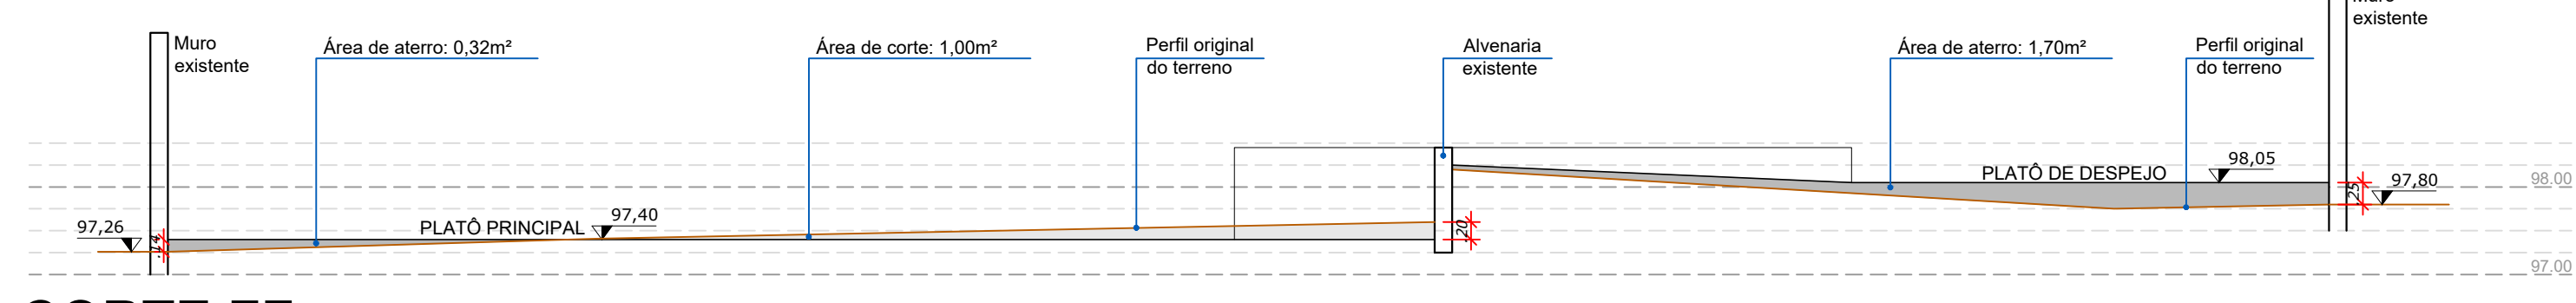 Muro
existente
Área de aterro: 0,32m²
Área de corte: 1,00m²
Perfil original
do terreno
Alvenaria
existente
Área de aterro: 1,70m²
Perfil original
do terreno
existente
PLATÔ DE DESPEJO
98,05
97,80
98.00
.25
97,26
PLATÔ PRINCIPAL
97,40
.14
.20
97.00